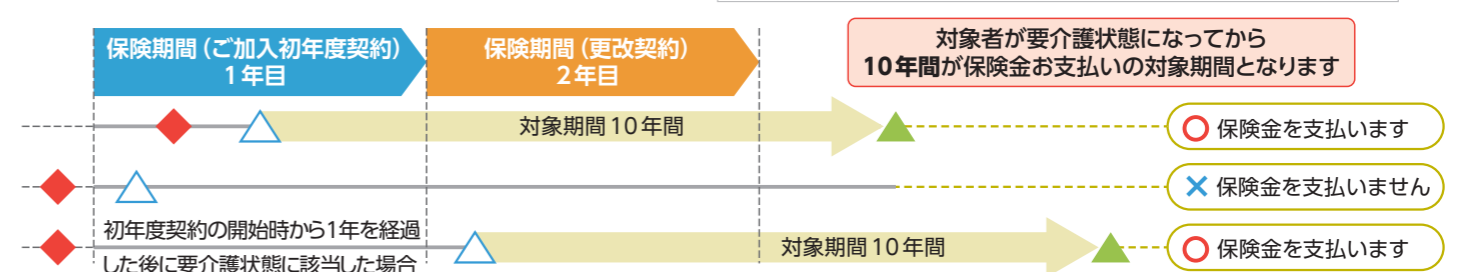 保険期間（ご加入初年度契約）
1年目
保険期間（更改契約）
2年目
対象者が要介護状態になってから
10年間が保険金お支払いの対象期間となります
対象期間10年間
保険金を支払います
保険金を支払いません
初年度契約の開始時から1年を経過
した後に要介護状態に該当した場合
対象期間10年間
保険金を支払います